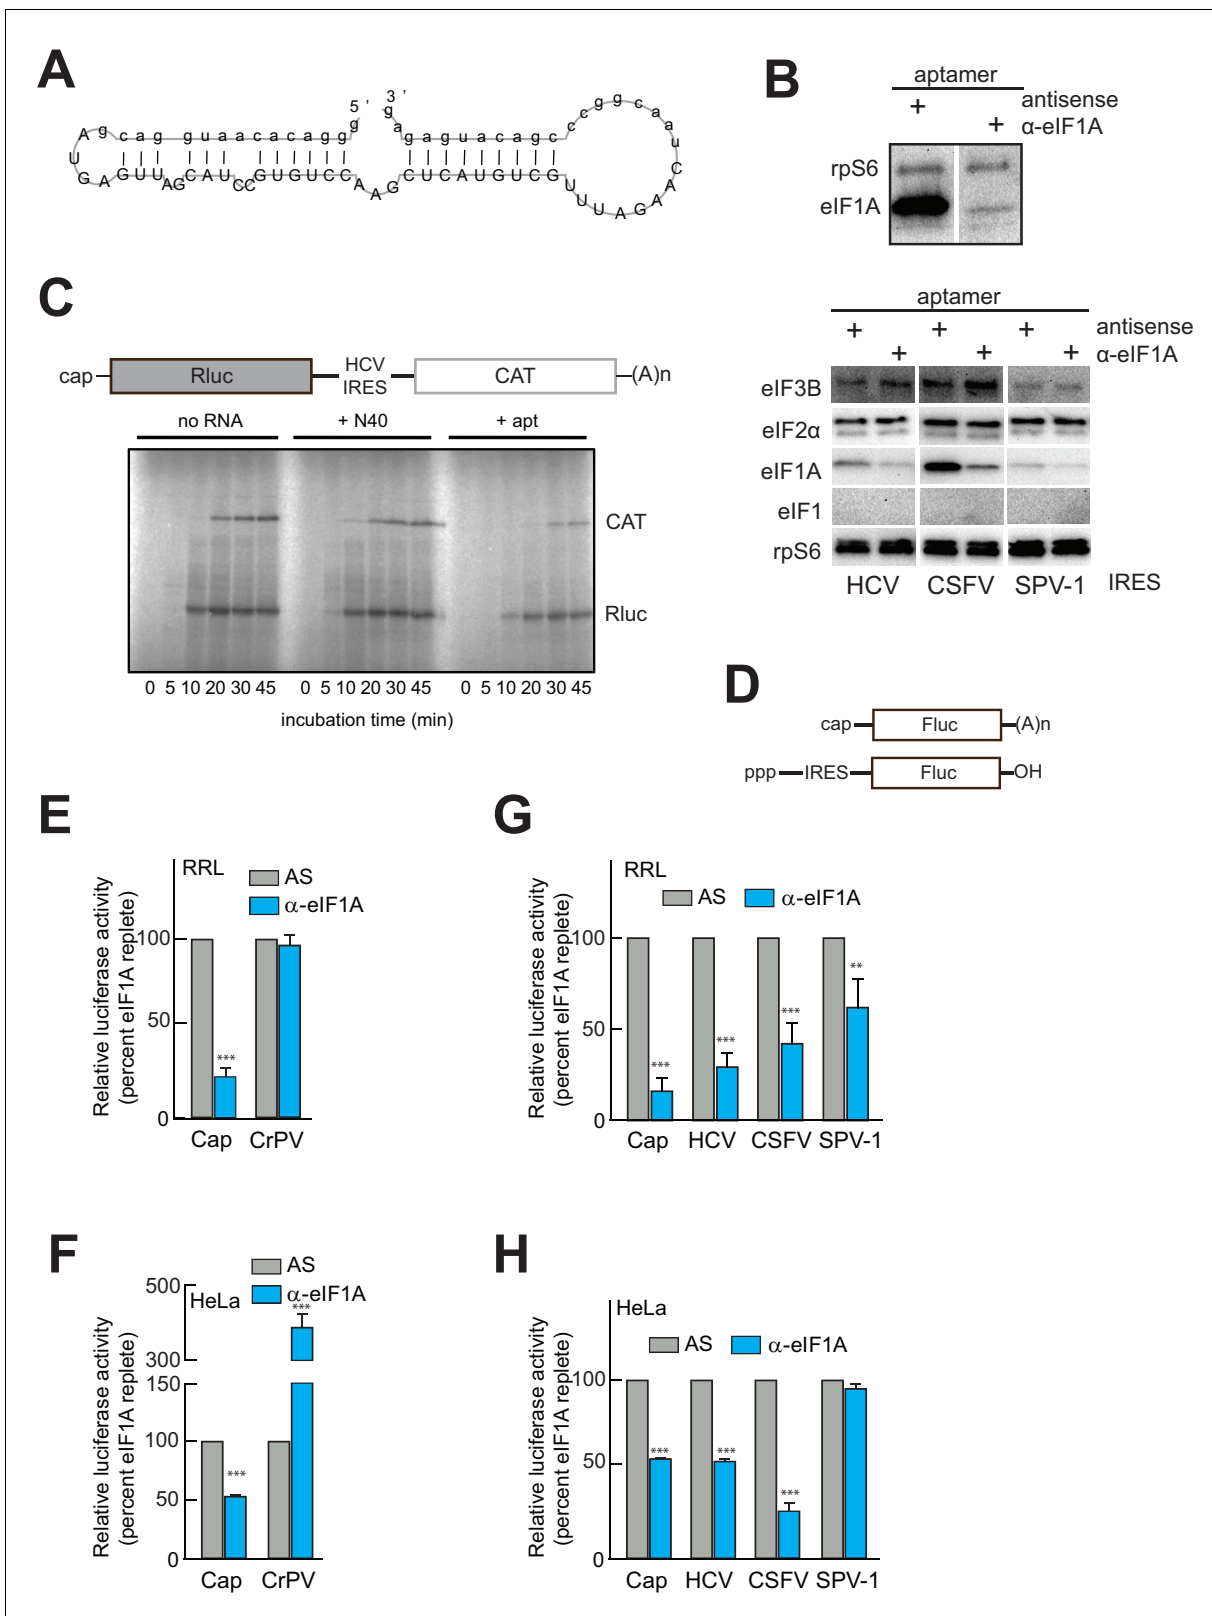 A
A g c a g g u a a c a c a g g g 5' 3' g a g a g u a c a g c c c g g c a a u C
U G A G U U A G C A U C C G U G U C C A A G C U C A U G U C G U U U A G A A
B
aptamer
+ antisense
+ α-eIF1A
rpS6
eIF1A
aptamer
+ + + antisense
+ + + α-eIF1A
eIF3B
eIF2α
eIF1A
eIF1
rpS6
HCV CSFV SPV-1 IRES
C
cap Rluc HCV IRES CAT (A)n
no RNA + N40 + apt
CAT
Rluc
0 5 10 20 30 45 0 5 10 20 30 45 0 5 10 20 30 45
incubation time (min)
D
cap Fluc (A)n
ppp IRES Fluc OH
E
RRL
AS
α-eIF1A
Relative luciferase activity
(percent eIF1A replete)
100
50
0
***
Cap CrPV
G
RRL
AS α-eIF1A
Relative luciferase activity
(percent eIF1A replete)
100
50
0
*** *** *** **
Cap HCV CSFV SPV-1
F
HeLa
AS
α-eIF1A
Relative luciferase activity
(percent eIF1A replete)
500
300
150
100
50
0
*** ***
Cap CrPV
H
HeLa
AS α-eIF1A
Relative luciferase activity
(percent eIF1A replete)
100
50
0
*** *** ***
Cap HCV CSFV SPV-1